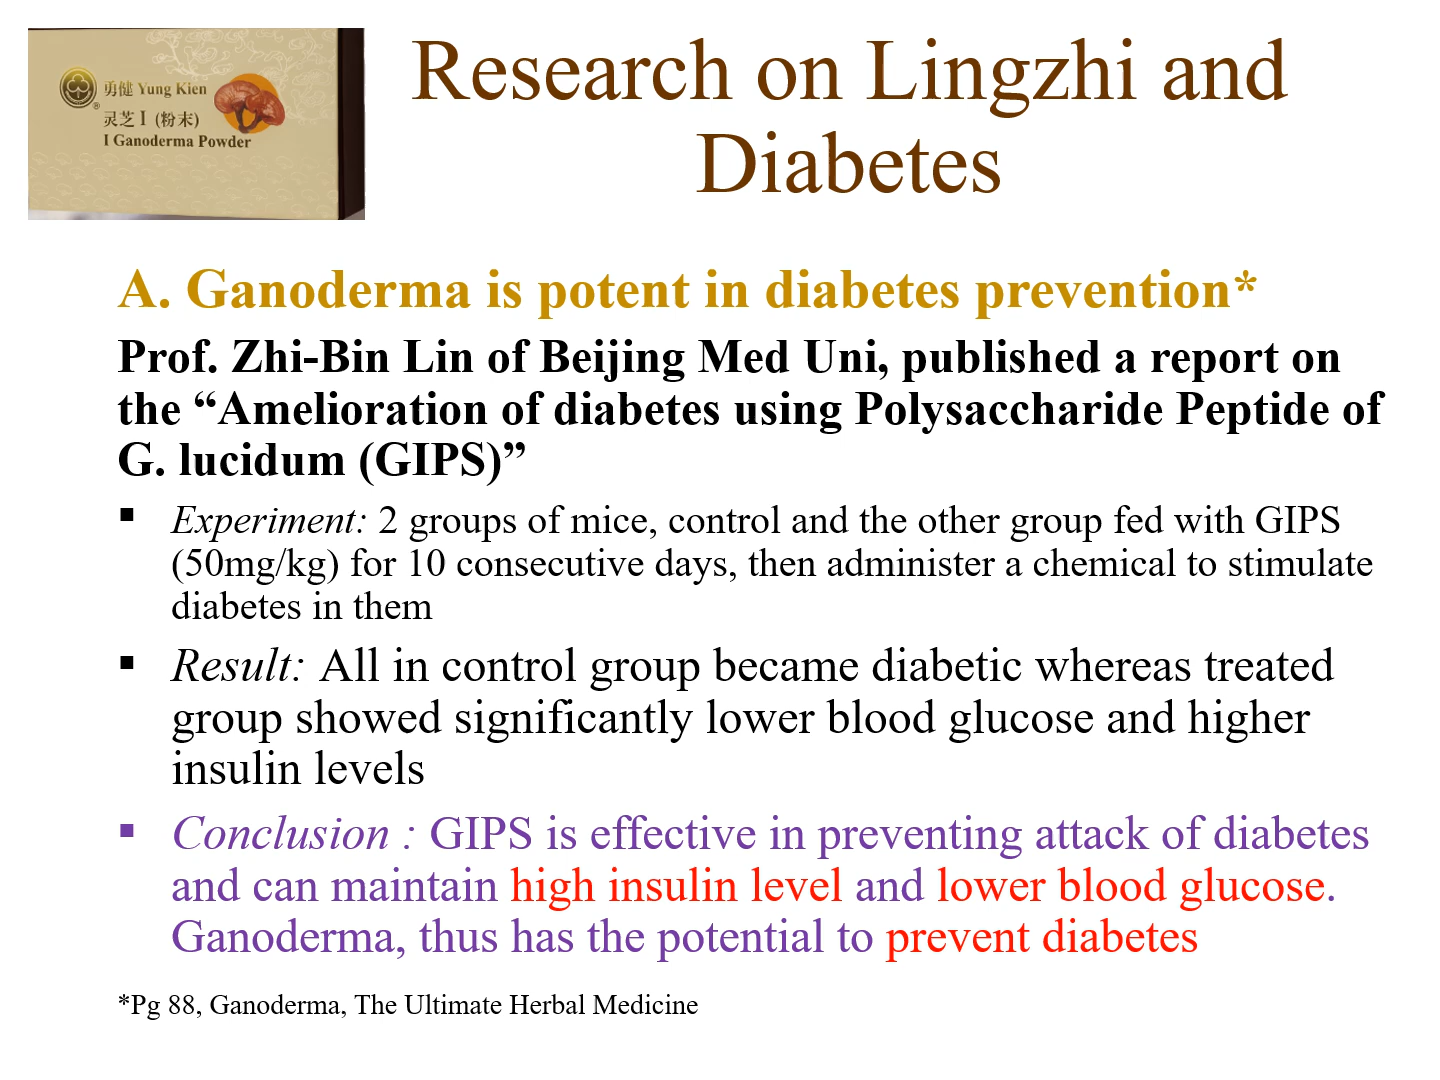 勇健 Yung Kien
®
灵芝 I (粉末)
I Ganoderma Powder
Research on Lingzhi and
Diabetes
A. Ganoderma is potent in diabetes prevention*
Prof. Zhi-Bin Lin of Beijing Med Uni, published a report on
the “Amelioration of diabetes using Polysaccharide Peptide of
G. lucidum (GIPS)”
▪ Experiment: 2 groups of mice, control and the other group fed with GIPS
(50mg/kg) for 10 consecutive days, then administer a chemical to stimulate
diabetes in them
▪ Result: All in control group became diabetic whereas treated
group showed significantly lower blood glucose and higher
insulin levels
▪ Conclusion : GIPS is effective in preventing attack of diabetes
and can maintain high insulin level and lower blood glucose.
Ganoderma, thus has the potential to prevent diabetes
*Pg 88, Ganoderma, The Ultimate Herbal Medicine